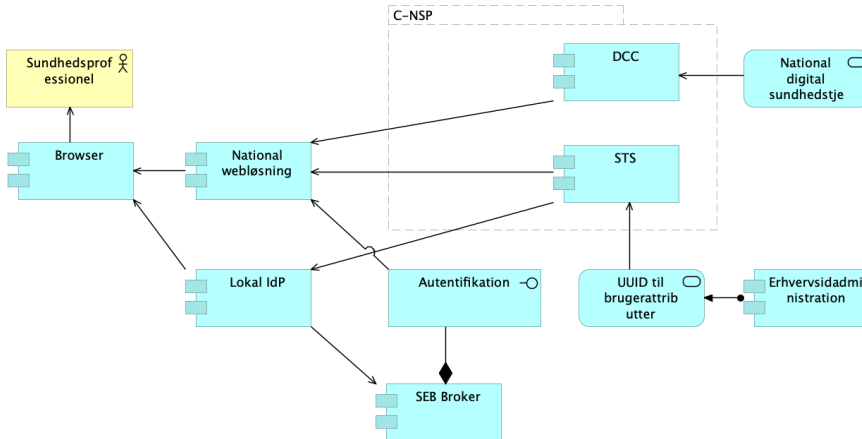 C-NSP
Sundhedsprof
essionel
DCC
National
digital
sundhedstje
Browser
National
webløsning
STS
Lokal IdP
Autentifikation
UUID til
brugerattrib
utter
Erhvervsidadmi
nistration
SEB Broker